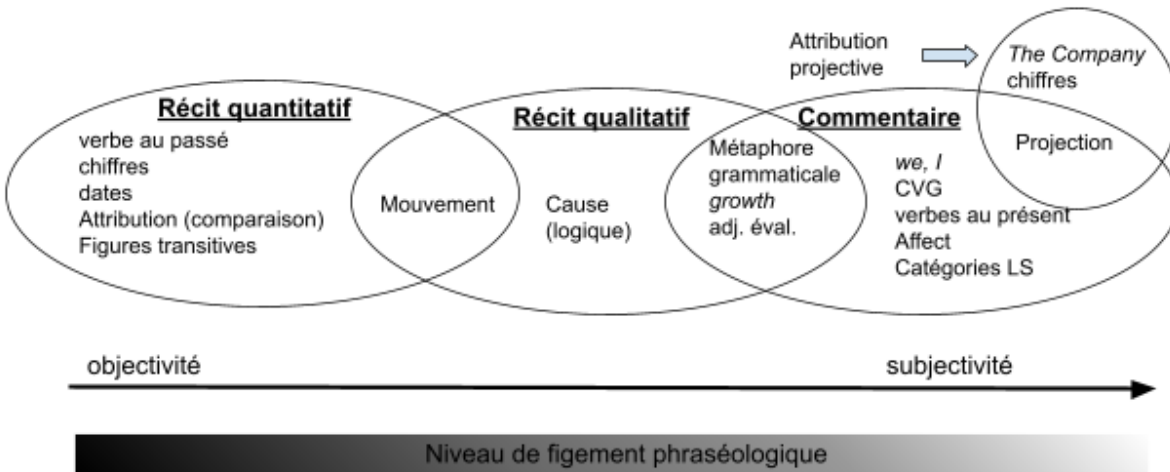 Attribution
projective
The Company
chiffres
Récit quantitatif
verbe au passé
chiffres
dates
Attribution (comparaison)
Figures transitives
Mouvement
Récit qualitatif
Cause
(logique)
Métaphore
grammaticale
growth
adj. éval.
Commentaire
we, I
CVG
verbes au présent
Affect
Catégories LS
Projection
objectivité
subjectivité
Niveau de figement phraséologique